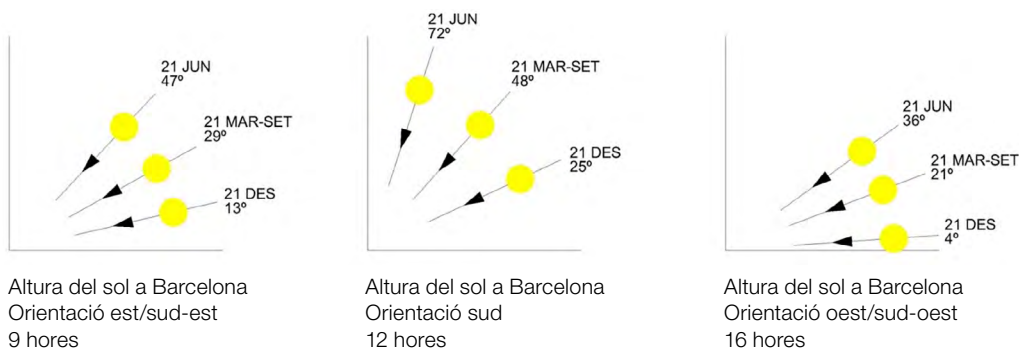 21 JUN
47º
21 MAR-SET
29º
21 DES
13º
Altura del sol a Barcelona
Orientació est/sud-est
9 hores
21 JUN
72º
21 MAR-SET
48º
21 DES
25º
Altura del sol a Barcelona
Orientació sud
12 hores
21 JUN
36º
21 MAR-SET
21º
21 DES
4º
Altura del sol a Barcelona
Orientació oest/sud-oest
16 hores